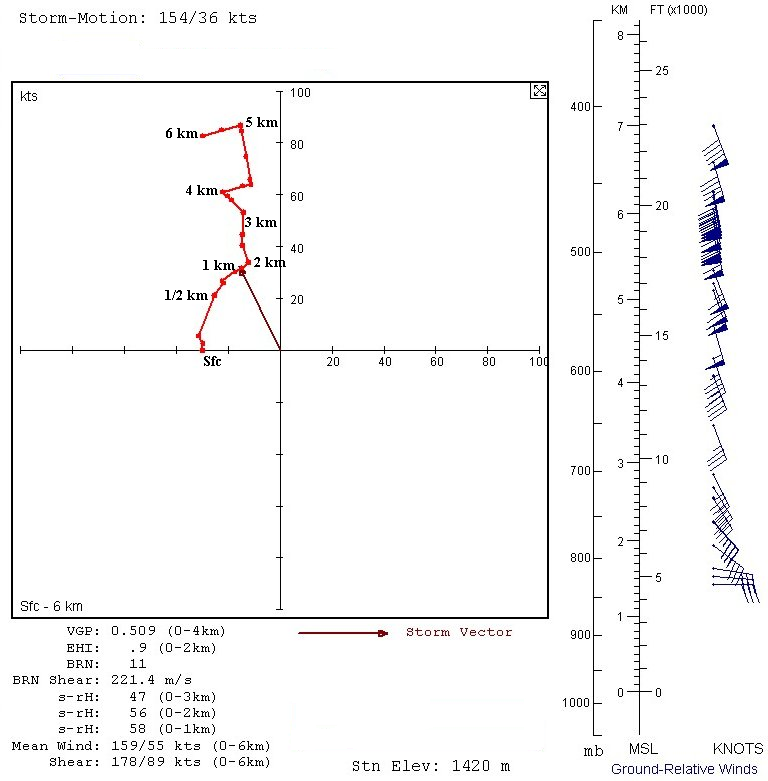 Storm-Motion: 154/36 kts
KM
FT (x1000)
8
25
400
7
20
6
500
5
15
600
4
700
3
10
2
800
5
1
900
0
0
1000
mb
MSL
KNOTS
Ground-Relative Winds
kts
100
80
60
40
20
20
40
60
80
100
6 km
5 km
4 km
3 km
1 km
2 km
1/2 km
Sfc
Sfc - 6 km
VGP: 0.509 (0-4km)
EHI: .9 (0-2km)
BRN: 11
BRN Shear: 221.4 m/s
s-rH: 47 (0-3km)
s-rH: 56 (0-2km)
s-rH: 58 (0-1km)
Mean Wind: 159/55 kts (0-6km)
Shear: 178/89 kts (0-6km)
Storm Vector
Stn Elev: 1420 m